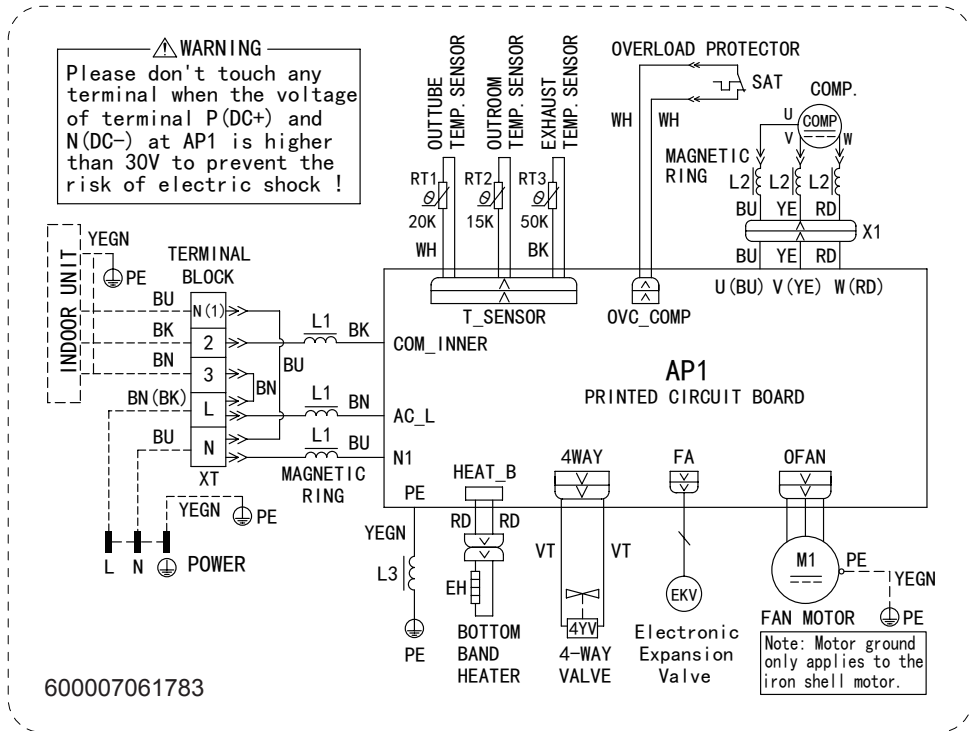 WARNING
Please don't touch any
terminal when the voltage
of terminal P(DC+) and
N(DC-) at AP1 is higher
than 30V to prevent the
risk of electric shock !
OUTTUBE
TEMP. SENSOR
OUTROOM
TEMP. SENSOR
EXHAUST
TEMP. SENSOR
RT1
θ
20K
WH
RT2
θ
15K
RT3
θ
50K
BK
OVERLOAD PROTECTOR
SAT
WH
WH
COMP.
U
V
W
COMP
MAGNETIC
RING
L2
L2
L2
BU
YE
RD
X1
BU
YE
RD
U(BU) V(YE) W(RD)
T_SENSOR
OVC_COMP
INDOOR UNIT
YEGN
PE
TERMINAL
BLOCK
BU
N(1)
BK
2
BN
3
BN(BK)
L
BU
N
XT
BU
BN
L1
BK
L1
BN
L1
BU
MAGNETIC
RING
COM_INNER
AC_L
N1
PE
AP1
PRINTED CIRCUIT BOARD
HEAT_B
4WAY
FA
OFAN
YEGN
PE
L
N
POWER
YEGN
L3
PE
RD
RD
EH
BOTTOM
BAND
HEATER
VT
VT
4YV
4-WAY
VALVE
EKV
Electronic
Expansion
Valve
M1
PE
YEGN
PE
FAN MOTOR
Note: Motor ground
only applies to the
iron shell motor.
600007061783